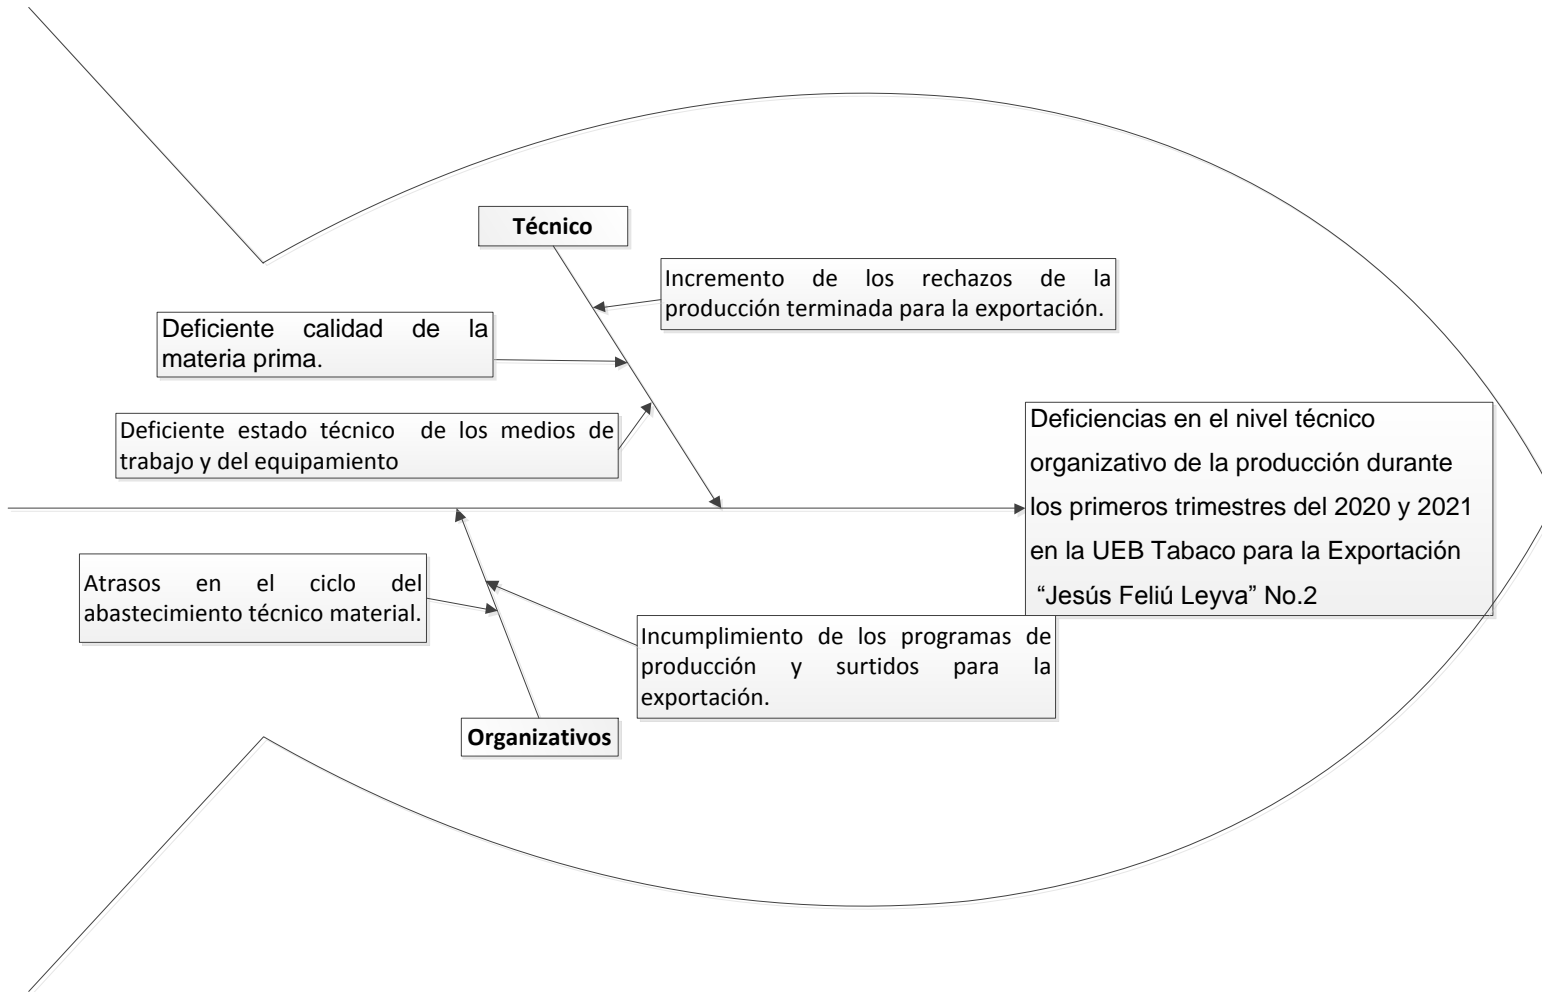 Técnico
Incremento de los rechazos de la
producción terminada para la exportación.
Deficiente calidad de la
materia prima.
Deficiente estado técnico de los medios de
trabajo y del equipamiento
Deficiencias en el nivel técnico
organizativo de la producción durante
los primeros trimestres del 2020 y 2021
en la UEB Tabaco para la Exportación
“Jesús Feliú Leyva” No.2
Atrasos en el ciclo del
abastecimiento técnico material.
Incumplimiento de los programas de
producción y surtidos para la
exportación.
Organizativos